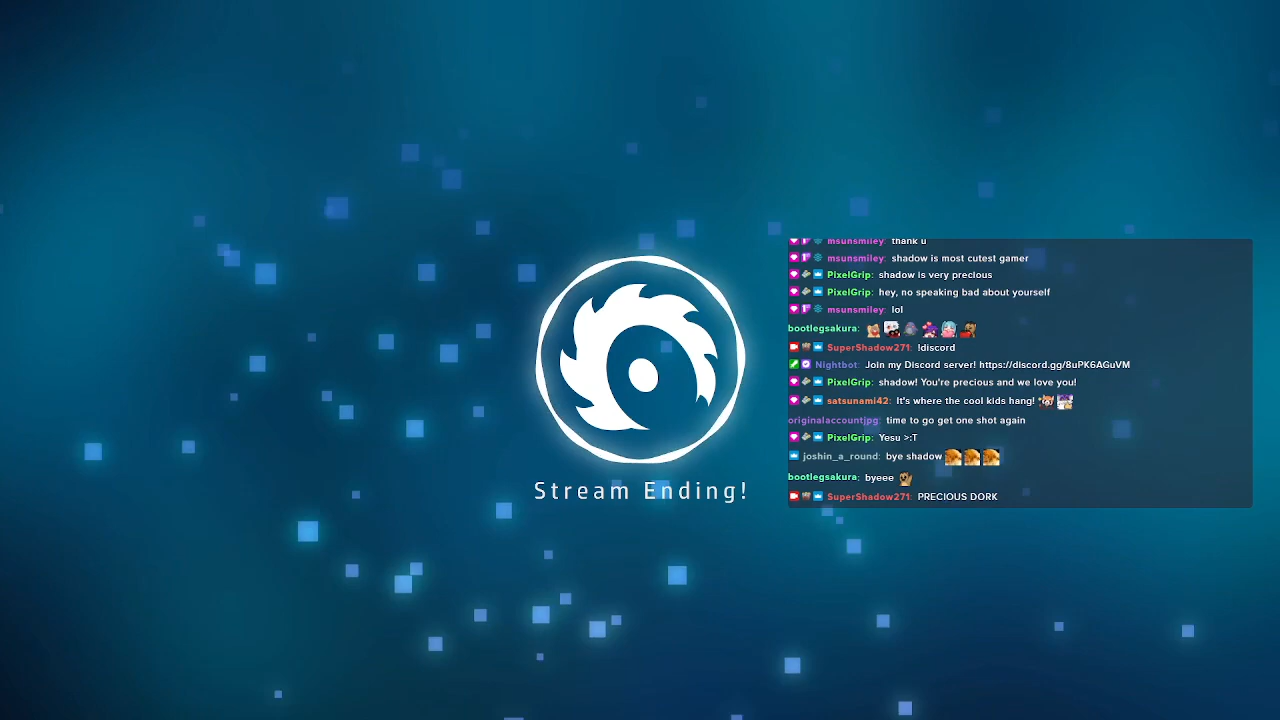 msunsmiley: thank u
msunsmiley: shadow is most cutest gamer
PixelGrip: shadow is very precious
PixelGrip: hey, no speaking bad about yourself
msunsmiley: lol
bootlegsakura:
SuperShadow271: !discord
Nightbot: Join my Discord server! https://discord.gg/8uPK6AGuVM
PixelGrip: shadow! You're precious and we love you!
satsunami42: It's where the cool kids hang!
originalaccountjpg: time to go get one shot again
PixelGrip: Yesu >:T
joshin_a_round: bye shadow
bootlegsakura: byeee
SuperShadow271: PRECIOUS DORK
Stream Ending!